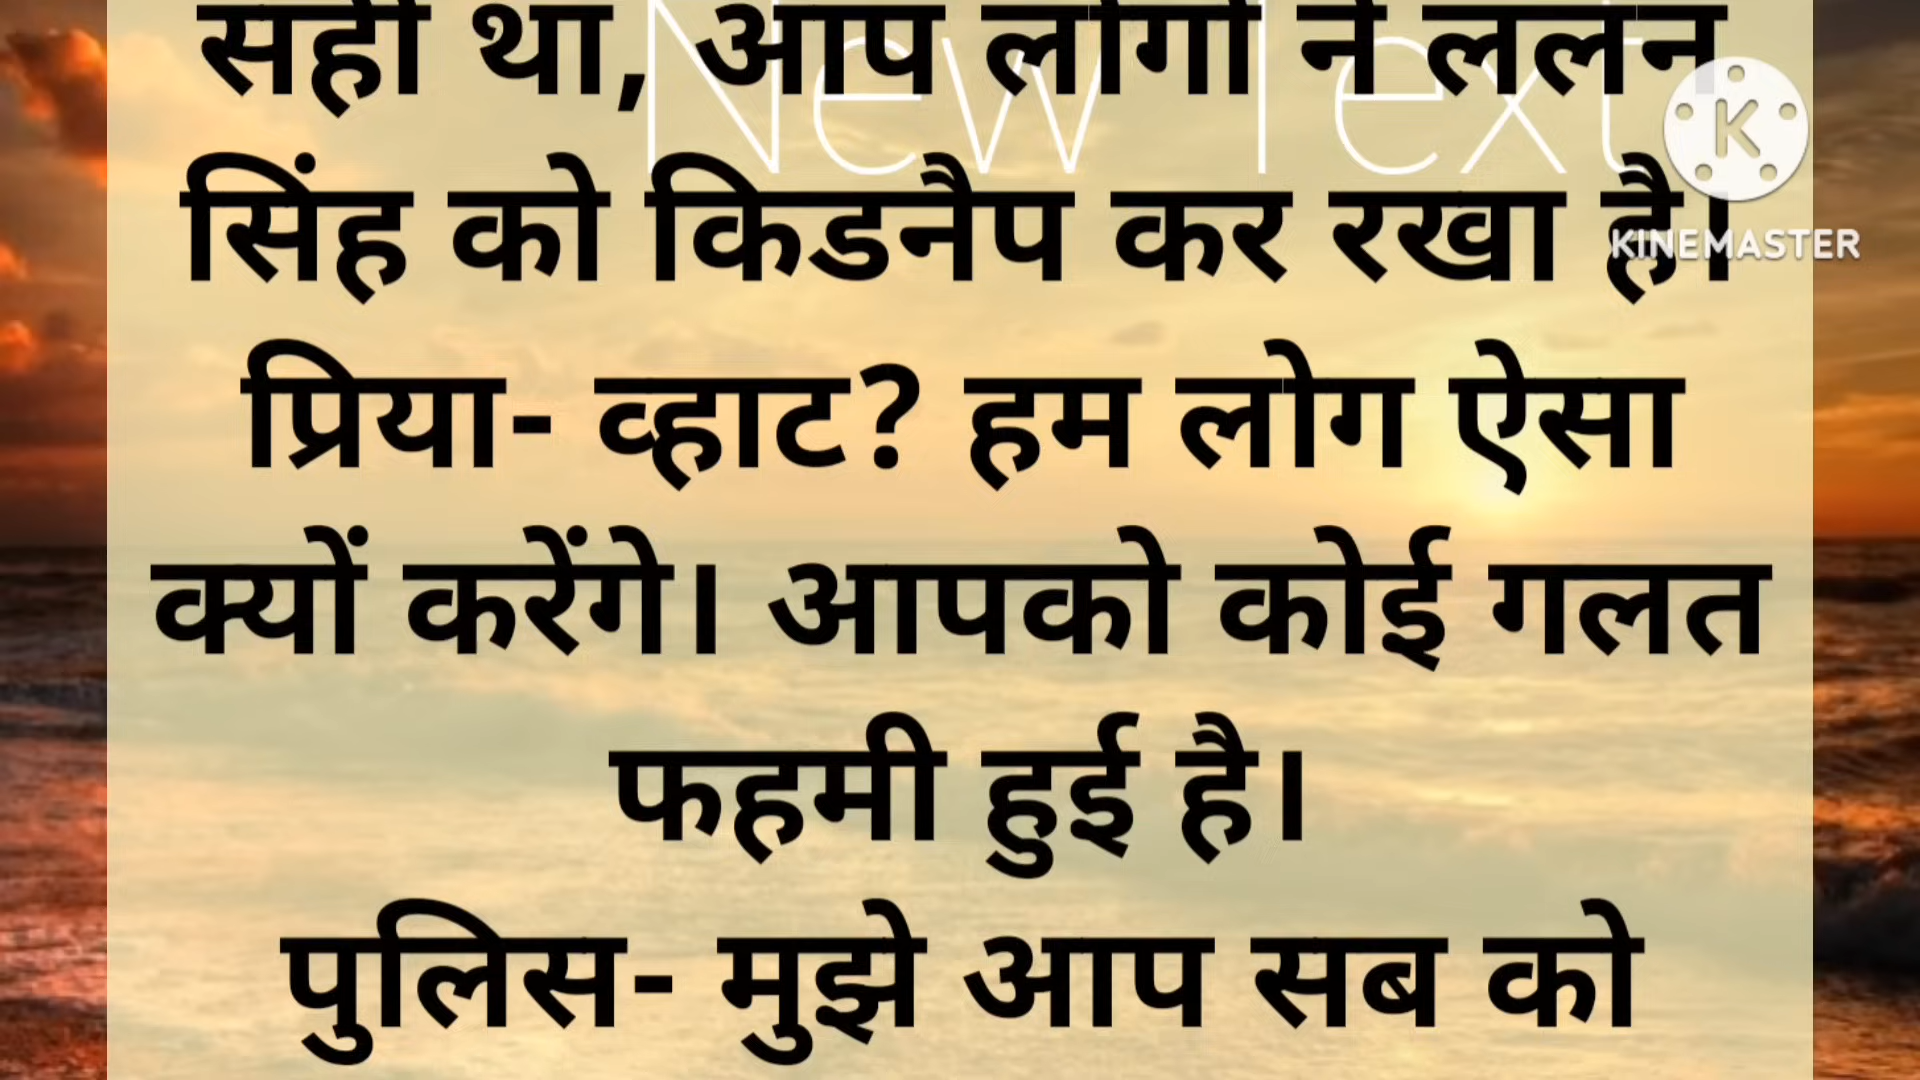 सही था, आप लोगों ने ललन
New Text
सिंह को किडनैप कर रखा है।
KINEMASTER
प्रिया- व्हाट? हम लोग ऐसा
क्यों करेंगे। आपको कोई गलत
फहमी हुई है।
पुलिस- मुझे आप सब को